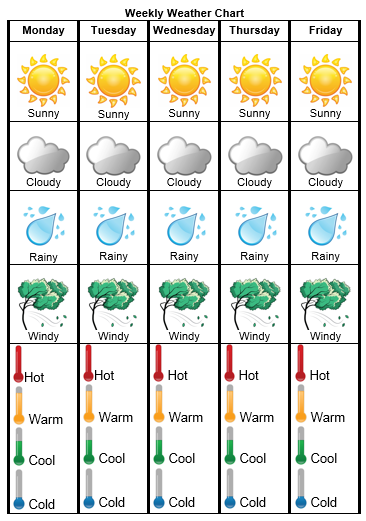 Weekly Weather Chart
Monday Tuesday Wednesday Thursday Friday
Sunny Sunny Sunny Sunny Sunny
Cloudy Cloudy Cloudy Cloudy Cloudy
Rainy Rainy Rainy Rainy Rainy
Windy Windy Windy Windy Windy
Hot Hot Hot Hot Hot
Warm Warm Warm Warm Warm
Cool Cool Cool Cool Cool
Cold Cold Cold Cold Cold